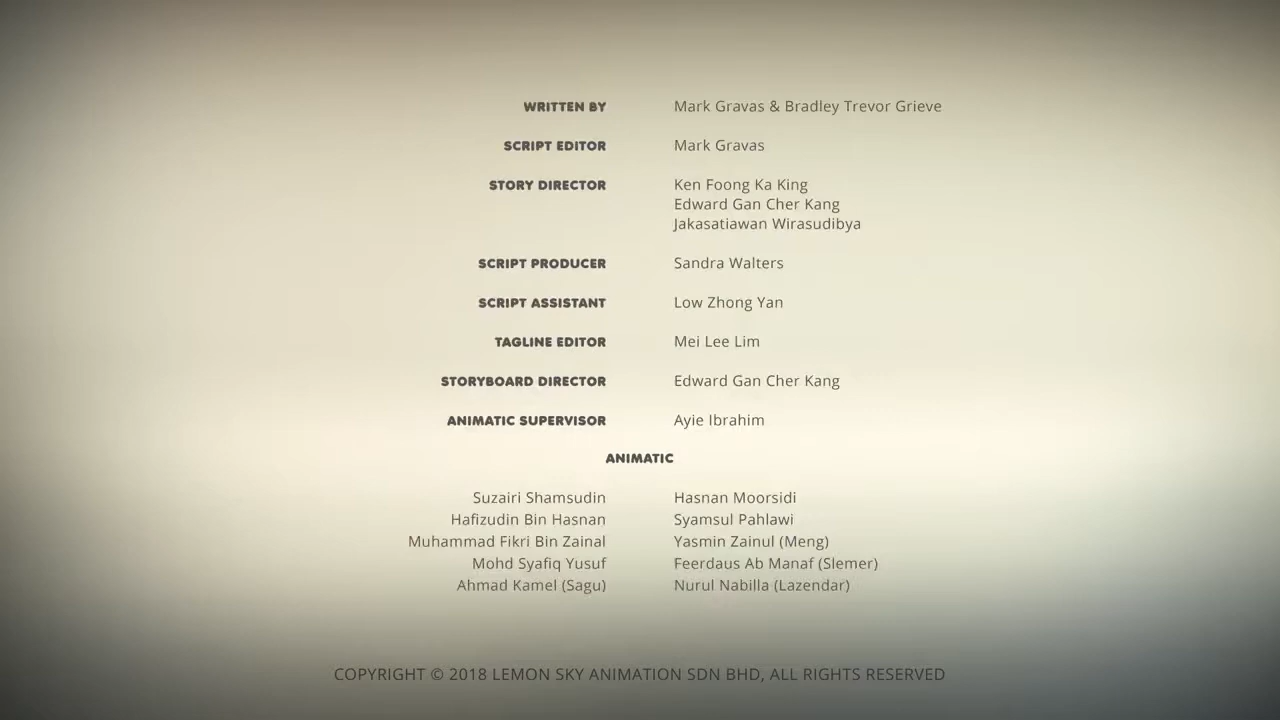 WRITTEN BY Mark Gravas & Bradley Trevor Grieve
SCRIPT EDITOR Mark Gravas
STORY DIRECTOR Ken Foong Ka King
Edward Gan Cher Kang
Jakasatiawan Wirasudibya
SCRIPT PRODUCER Sandra Walters
SCRIPT ASSISTANT Low Zhong Yan
TAGLINE EDITOR Mei Lee Lim
STORYBOARD DIRECTOR Edward Gan Cher Kang
ANIMATIC SUPERVISOR Ayie Ibrahim
ANIMATIC
Suzairi Shamsudin Hasnan Moorsidi
Hafizudin Bin Hasnan Syamsul Pahlawi
Muhammad Fikri Bin Zainal Yasmin Zainul (Meng)
Mohd Syafiq Yusuf Feerdaus Ab Manaf (Slemer)
Ahmad Kamel (Sagu) Nurul Nabilla (Lazendar)
COPYRIGHT © 2018 LEMON SKY ANIMATION SDN BHD, ALL RIGHTS RESERVED